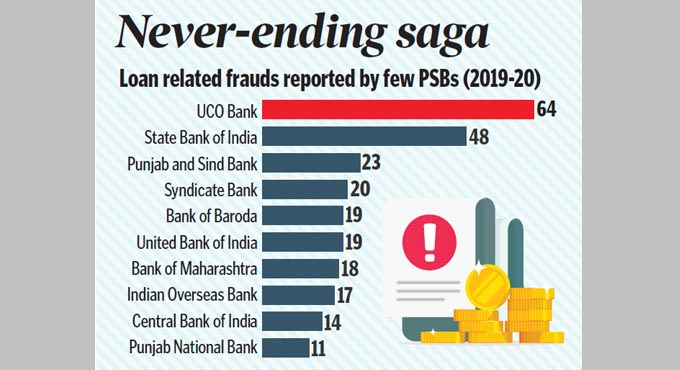 Never-ending saga
Loan related frauds reported by few PSBs (2019-20)
UCO Bank 64
State Bank of India 48
Punjab and Sind Bank 23
Syndicate Bank 20
Bank of Baroda 19
United Bank of India 19
Bank of Maharashtra 18
Indian Overseas Bank 17
Central Bank of India 14
Punjab National Bank 11
!